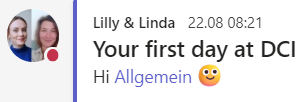 Lilly & Linda 22.08 08:21
Your first day at DCI
Hi Allgemein